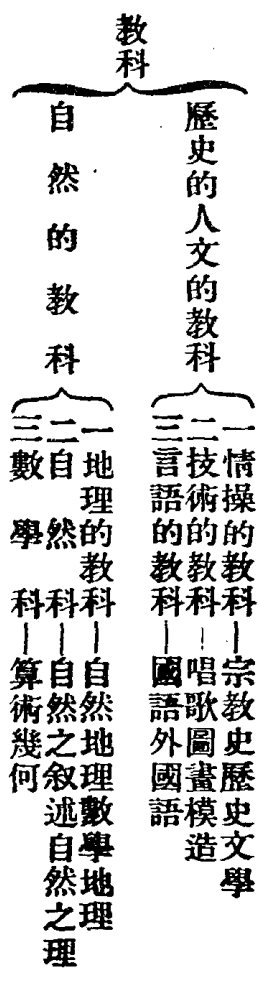 教科
歷史的人文的教科
一情操的教科—宗教史歷史文學
二技術的教科—唱歌圖畫模造
三言語的教科—國語外國語
自然的教科
一地理的教科—自然地理數學地理
二自然科—自然之叙述自然之理
三數學科—算術幾何